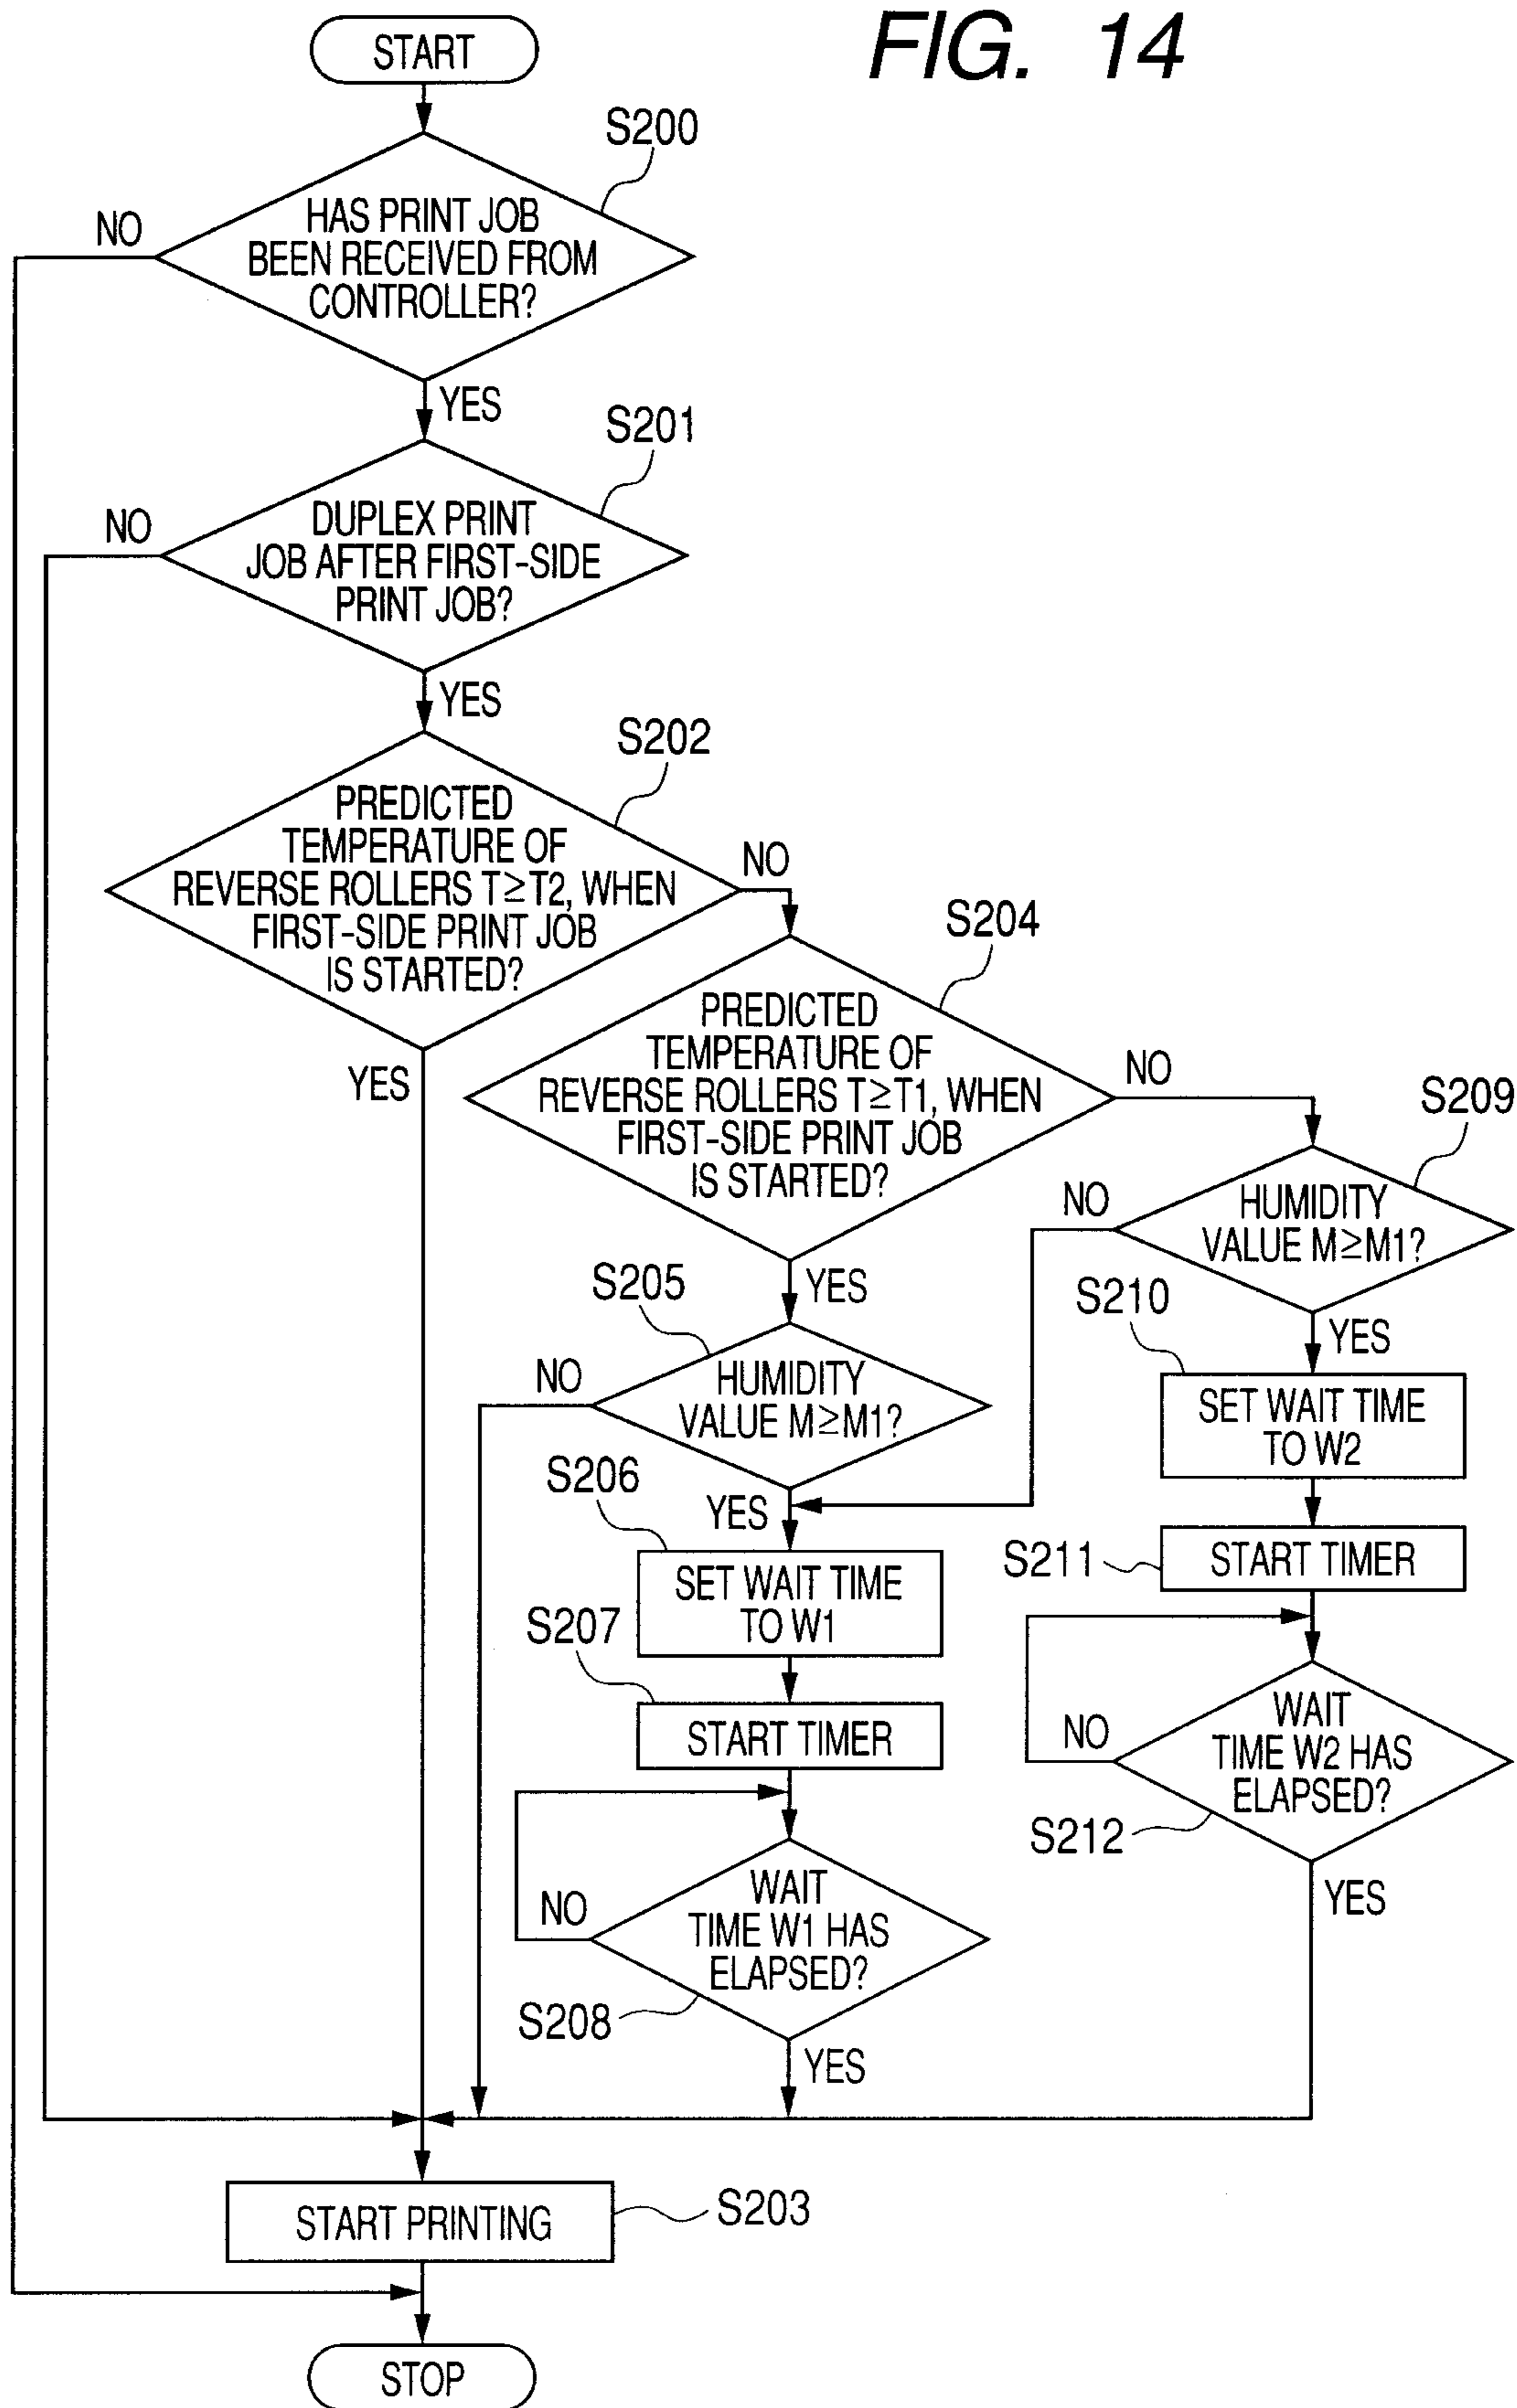 FIG. 14
START
S200
HAS PRINT JOB
BEEN RECEIVED FROM
CONTROLLER?
NO
YES
S201
DUPLEX PRINT
JOB AFTER FIRST-SIDE
PRINT JOB?
NO
YES
S202
PREDICTED
TEMPERATURE OF
REVERSE ROLLERS T≥T2, WHEN
FIRST-SIDE PRINT JOB
IS STARTED?
NO
YES
S204
PREDICTED
TEMPERATURE OF
REVERSE ROLLERS T≥T1, WHEN
FIRST-SIDE PRINT JOB
IS STARTED?
NO
YES
S209
HUMIDITY
VALUE M≥M1?
NO
YES
S205
HUMIDITY
VALUE M≥M1?
NO
YES
S210
SET WAIT TIME
TO W2
S206
SET WAIT TIME
TO W1
S211
START TIMER
S207
START TIMER
WAIT
TIME W2 HAS
ELAPSED?
NO
S212
YES
WAIT
TIME W1 HAS
ELAPSED?
NO
S208
YES
START PRINTING
S203
STOP